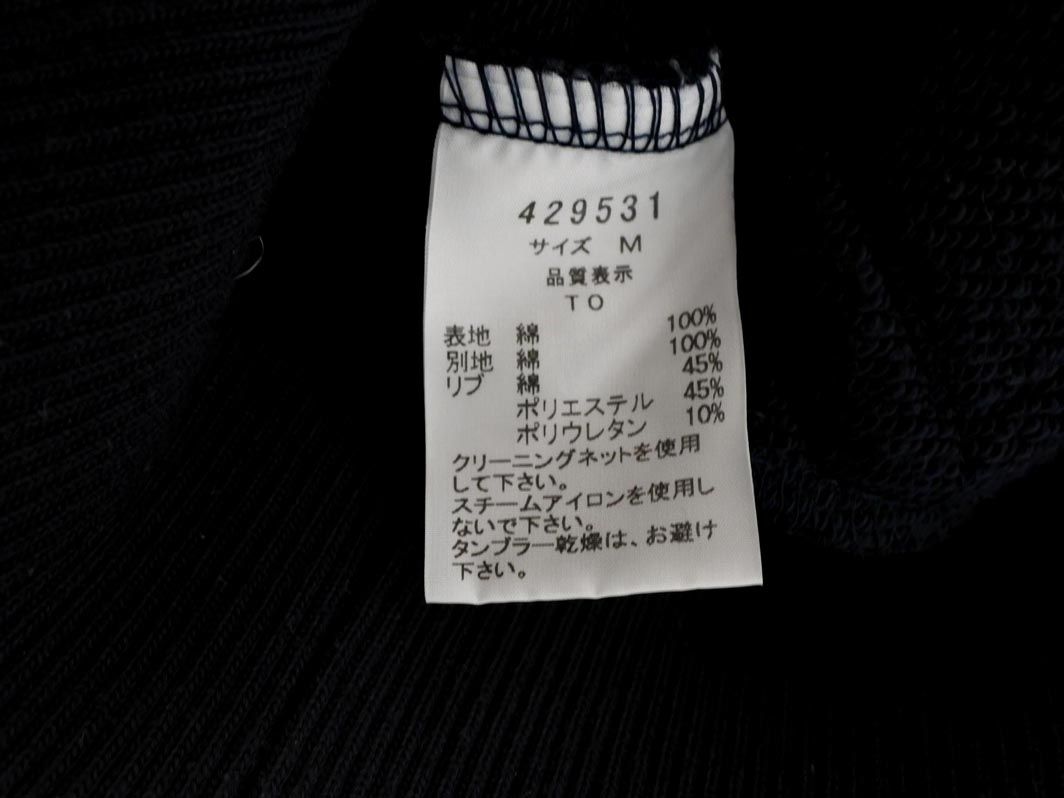 429531
サイズ M
品質表示
TO
表地 綿 100%
別地 綿 100%
リブ 綿 45%
ポリエステル 45%
ポリウレタン 10%
クリーニングネットを使用
して下さい。
スチームアイロンを使用し
ないで下さい。
タンブラー乾燥は、お避け
下さい。